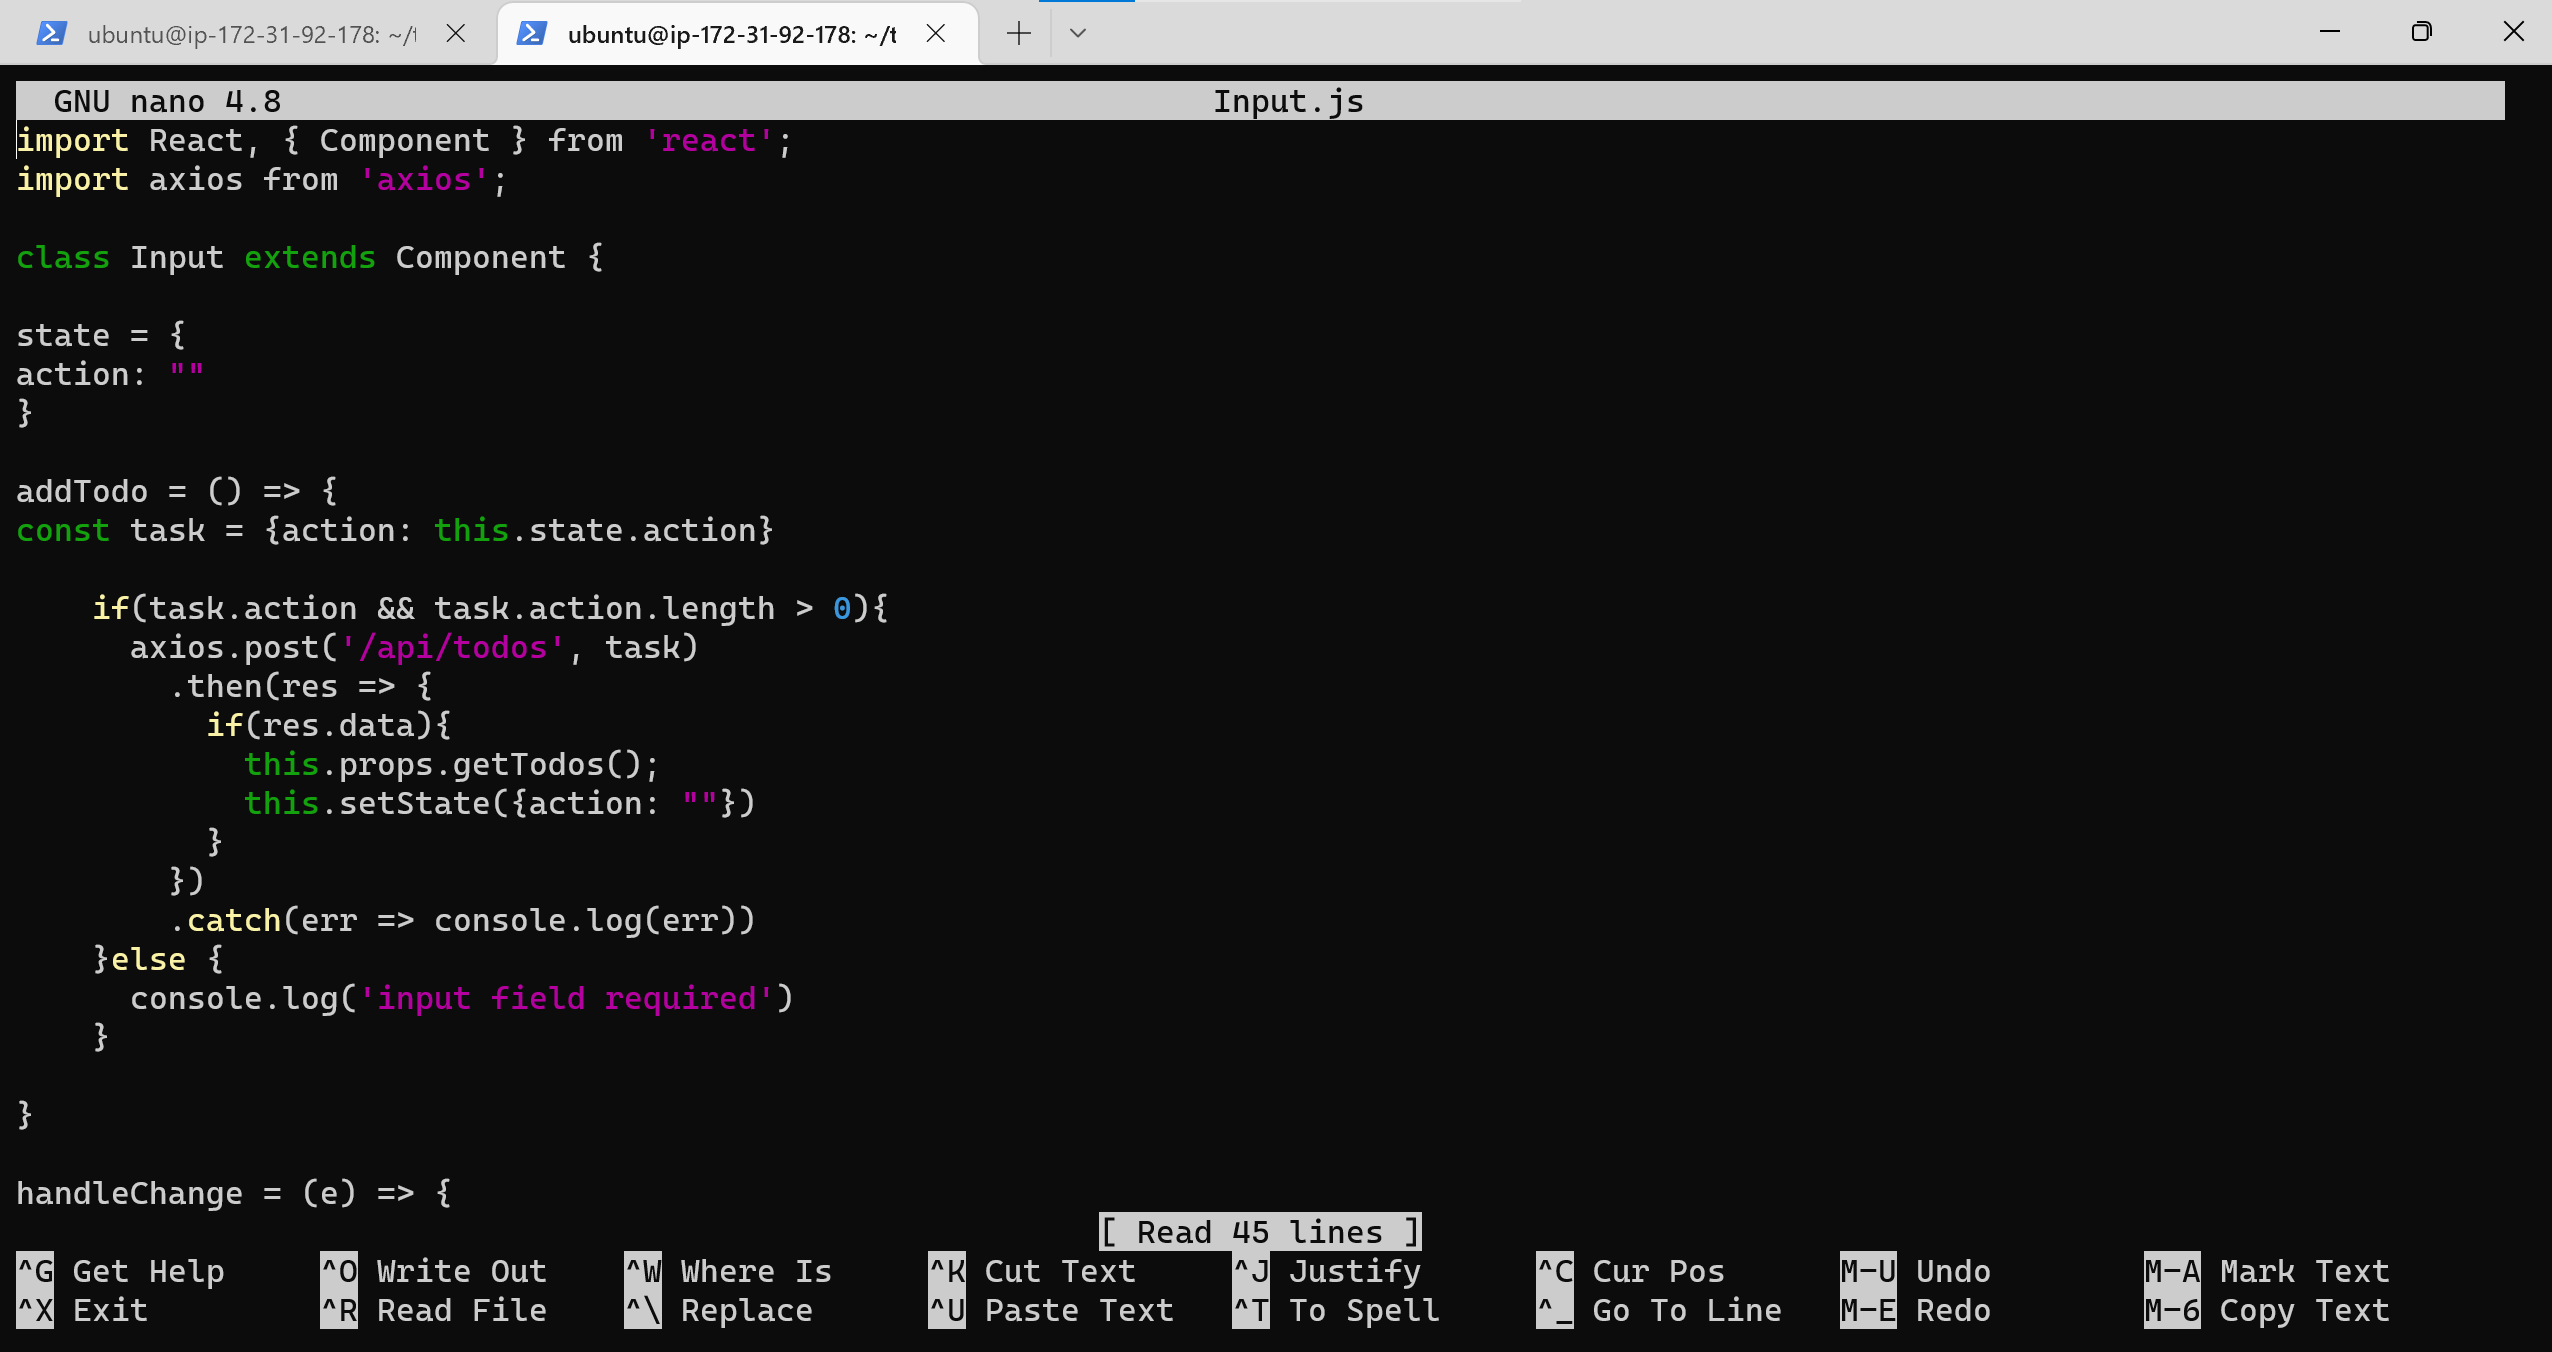 ubuntu@ip-172-31-92-178: ~/t ubuntu@ip-172-31-92-178: ~/t
GNU nano 4.8 Input.js
import React, { Component } from 'react';
import axios from 'axios';
class Input extends Component {
state = {
action: ""
}
addTodo = () => {
const task = {action: this.state.action}
if(task.action && task.action.length > 0){
axios.post('/api/todos', task)
.then(res => {
if(res.data){
this.props.getTodos();
this.setState({action: ""})
}
})
.catch(err => console.log(err))
}else {
console.log('input field required')
}
}
handleChange = (e) => {
[ Read 45 lines ]
^G Get Help ^O Write Out ^W Where Is ^K Cut Text ^J Justify ^C Cur Pos M-U Undo M-A Mark Text
^X Exit ^R Read File ^\ Replace ^U Paste Text ^T To Spell ^_ Go To Line M-E Redo M-6 Copy Text